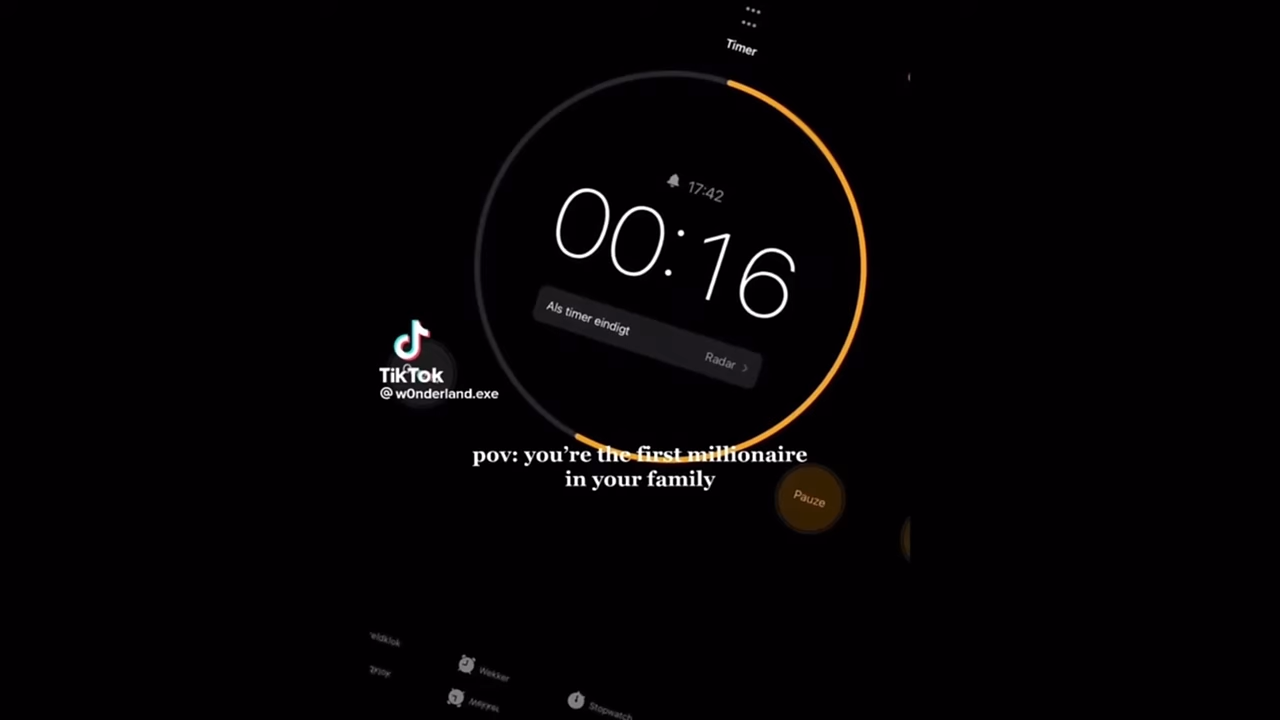 Timer
17:42
00:16
Als timer eindigt
Radar
TikTok
@ w0nderland.exe
pov: you’re the first millionaire
in your family
Pauze
Wekker
Stopwatch